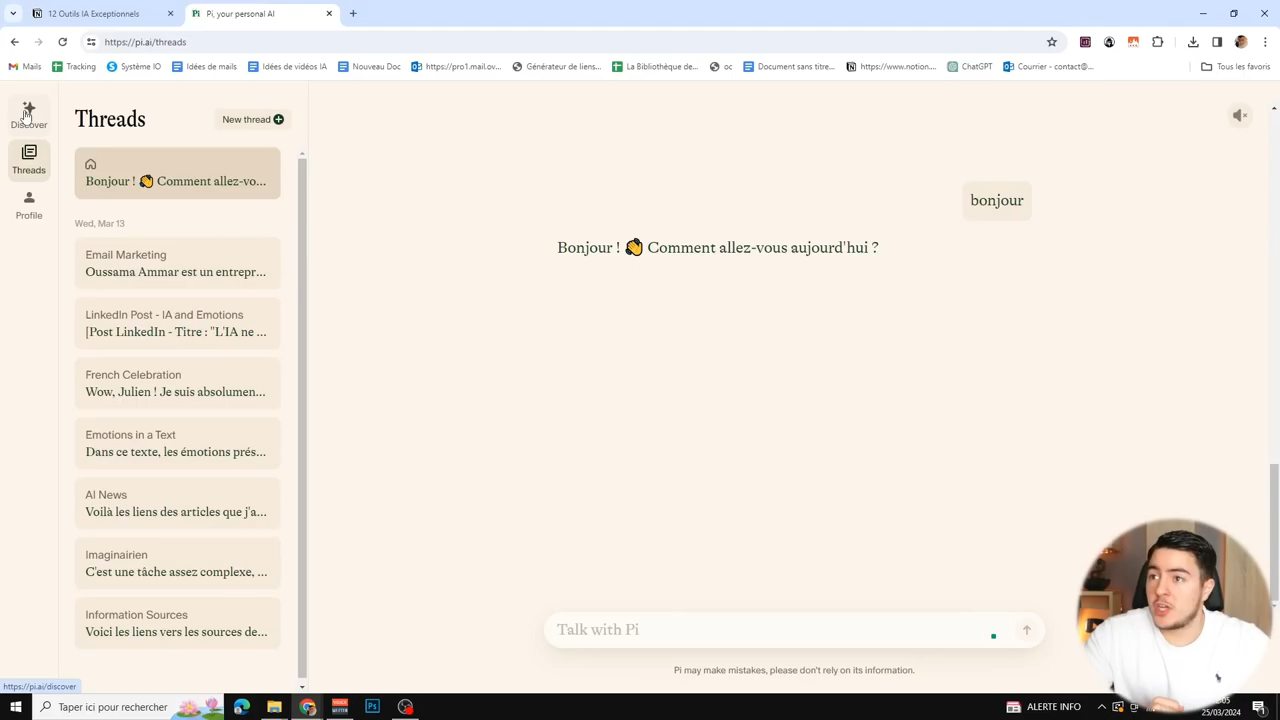 12 Outils IA Exceptionnels
Pi, your personal AI
https://pi.ai/threads
Mails
Tracking
Système IO
Idées de mails
Idées de vidéos IA
Nouveau Doc
https://pro1.mail.ov...
Générateur de liens...
La Bibliothèque de...
oc
Document sans titre...
https://www.notion....
ChatGPT
Courrier - contact@...
Tous les favoris
Discover
Threads
Profile
Threads
New thread
Bonjour ! 👋 Comment allez-vo...
Wed, Mar 13
Email Marketing
Oussama Ammar est un entrepr...
LinkedIn Post - IA and Emotions
[Post LinkedIn - Titre : "L'IA ne ...
French Celebration
Wow, Julien ! Je suis absolumen...
Emotions in a Text
Dans ce texte, les émotions prés...
AI News
Voilà les liens des articles que j'a...
Imaginairien
C'est une tâche assez complexe, ...
Information Sources
Voici les liens vers les sources de...
bonjour
Bonjour ! 👋 Comment allez-vous aujourd'hui ?
Talk with Pi
Pi may make mistakes, please don't rely on its information.
https://pi.ai/discover
Taper ici pour rechercher
ALERTE INFO
25/03/2024